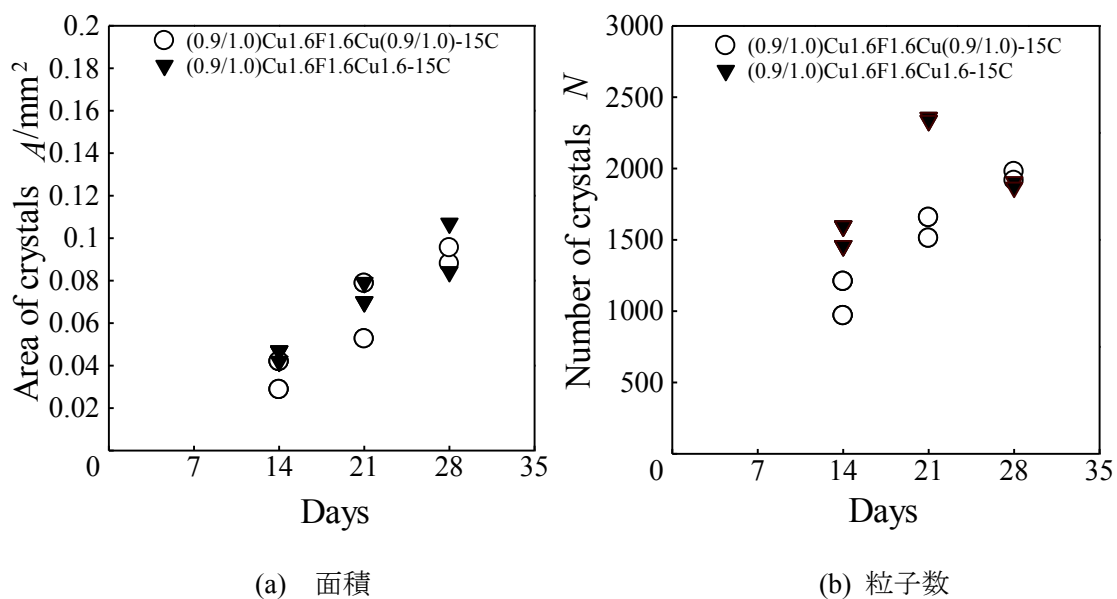 0.2
0.18
0.16
0.14
0.12
0.1
0.08
0.06
0.04
0.02
0
Area of crystals A/mm²
(0.9/1.0)Cu1.6F1.6Cu(0.9/1.0)-15C
(0.9/1.0)Cu1.6F1.6Cu1.6-15C
7 14 21 28 35
Days
(a) 面積
3000
2500
2000
1500
1000
500
0
Number of crystals N
(0.9/1.0)Cu1.6F1.6Cu(0.9/1.0)-15C
(0.9/1.0)Cu1.6F1.6Cu1.6-15C
7 14 21 28 35
Days
(b) 粒子数